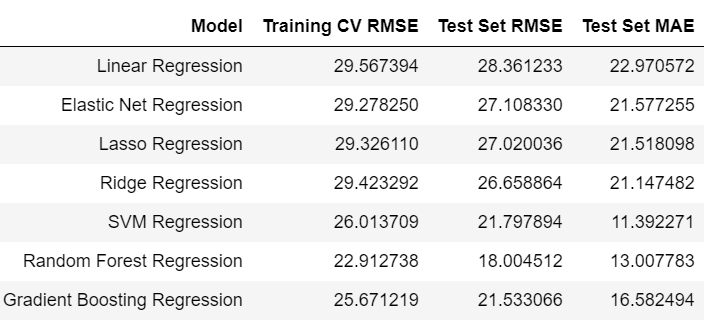 Model Training CV RMSE Test Set RMSE Test Set MAE
Linear Regression 29.567394 28.361233 22.970572
Elastic Net Regression 29.278250 27.108330 21.577255
Lasso Regression 29.326110 27.020036 21.518098
Ridge Regression 29.423292 26.658864 21.147482
SVM Regression 26.013709 21.797894 11.392271
Random Forest Regression 22.912738 18.004512 13.007783
Gradient Boosting Regression 25.671219 21.533066 16.582494